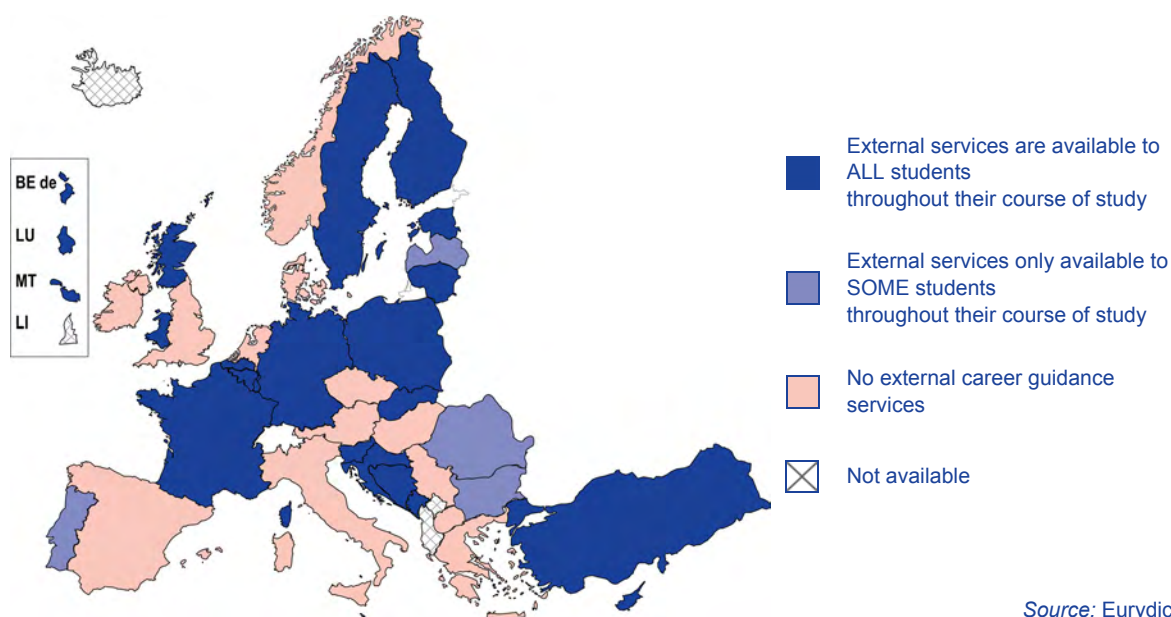 BE de
LU
MT
LI
External services are available to
ALL students
throughout their course of study
External services only available to
SOME students
throughout their course of study
No external career guidance
services
Not available
Source: Eurydic